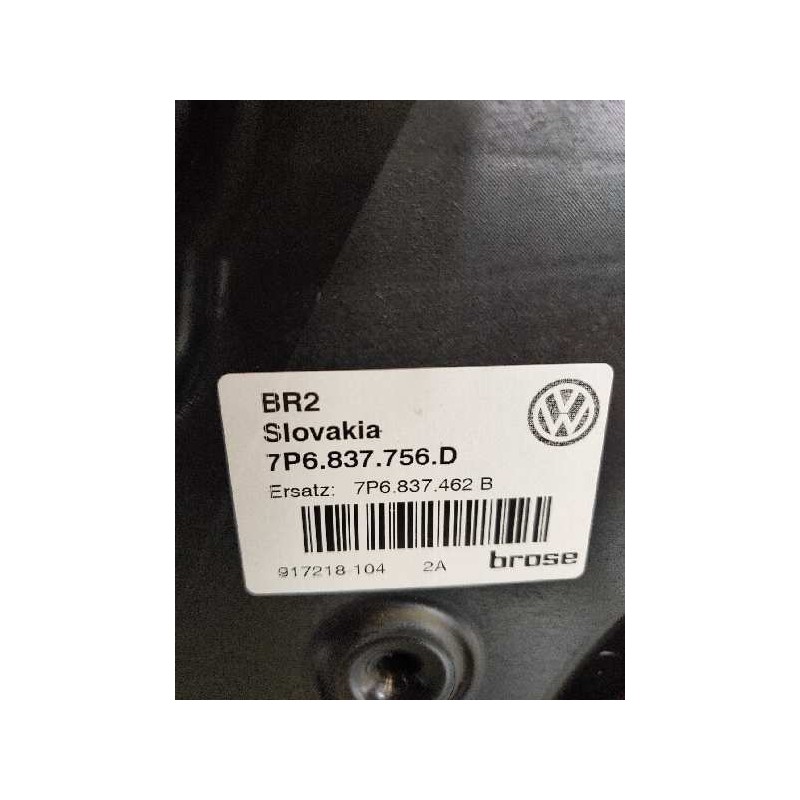 BR2
Slovakia
7P6.837.756.D
Ersatz: 7P6.837.462 B
917218 104 2A
brose